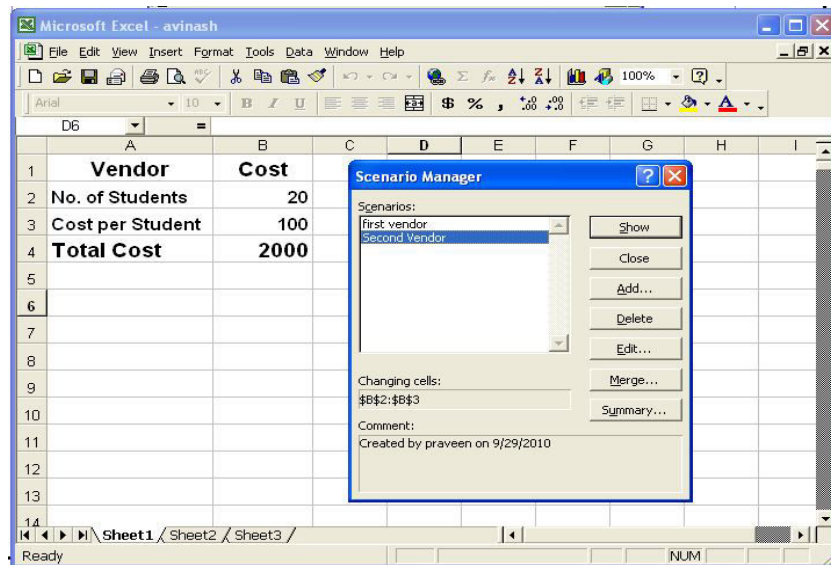 Microsoft Excel - avinash
File Edit View Insert Format Tools Data Window Help
100%
Arial 10 B I U $ % ,
D6 =
A B C D E F G H I
1 Vendor Cost
2 No. of Students 20
3 Cost per Student 100
4 Total Cost 2000
5
6
7
8
9
10
11
12
13
14
Scenario Manager
Scenarios:
first vendor
Second Vendor
Show
Close
Add...
Delete
Edit...
Merge...
Summary...
Changing cells:
$B$2:$B$3
Comment:
Created by praveen on 9/29/2010
Sheet1 Sheet2 Sheet3
Ready NUM